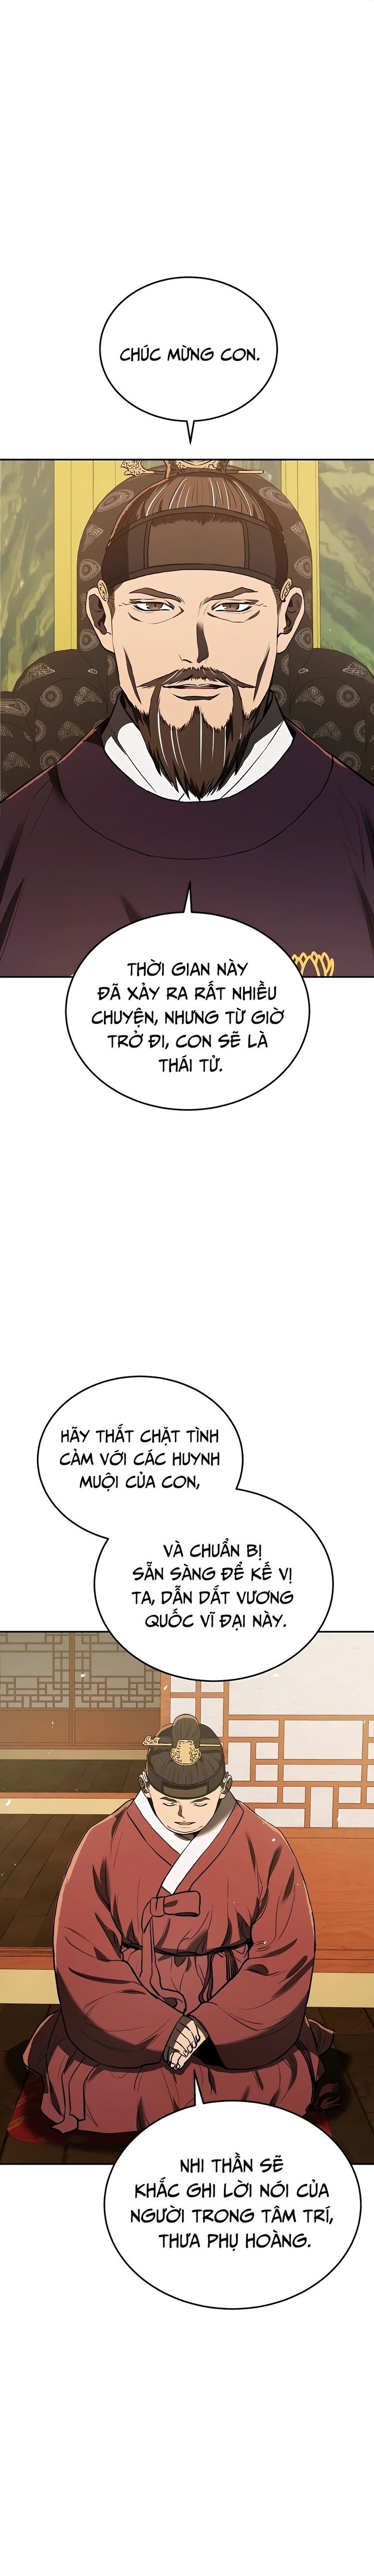 CHÚC MỪNG CON.
THỜI GIAN NÀY
ĐÃ XẢY RA RẤT NHIỀU
CHUYỆN, NHƯNG TỪ GIỜ
TRỞ ĐI, CON SẼ LÀ
THÁI TỬ.
HÃY THẮT CHẶT TÌNH
CẢM VỚI CÁC HUYNH
MUỘI CỦA CON,
VÀ CHUẨN BỊ
SẴN SÀNG ĐỂ KẾ VỊ
TA, DẪN DẮT VƯƠNG
QUỐC VĨ ĐẠI NÀY.
NHI THẦN SẼ
KHẮC GHI LỜI NÓI CỦA
NGƯỜI TRONG TÂM TRÍ,
THƯA PHỤ HOÀNG.